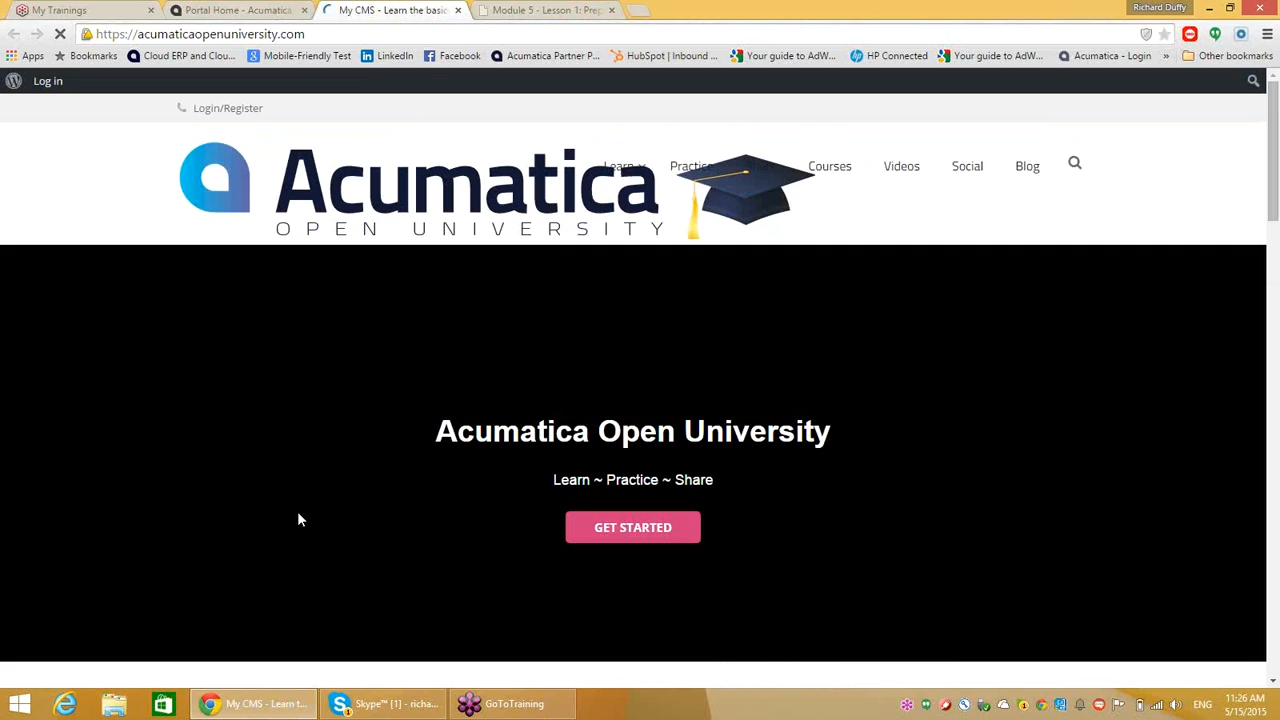 My Trainings
Portal Home - Acumatica
My CMS - Learn the basic
Module 5 - Lesson 1: Prep
Richard Duffy
https://acumaticaopenuniversity.com
Apps
Bookmarks
Cloud ERP and Clou...
Mobile-Friendly Test
LinkedIn
Facebook
Acumatica Partner P...
HubSpot | Inbound ...
Your guide to AdW...
HP Connected
Your guide to AdW...
Acumatica - Login
»
Other bookmarks
Log in
Login/Register
Learn
Practice
Courses
Videos
Social
Blog
Acumatica
OPEN UNIVERSITY
Acumatica Open University
Learn ~ Practice ~ Share
GET STARTED
My CMS - Learn t...
Skype™ [1] - richa...
GoToTraining
ENG
11:26 AM
5/15/2015